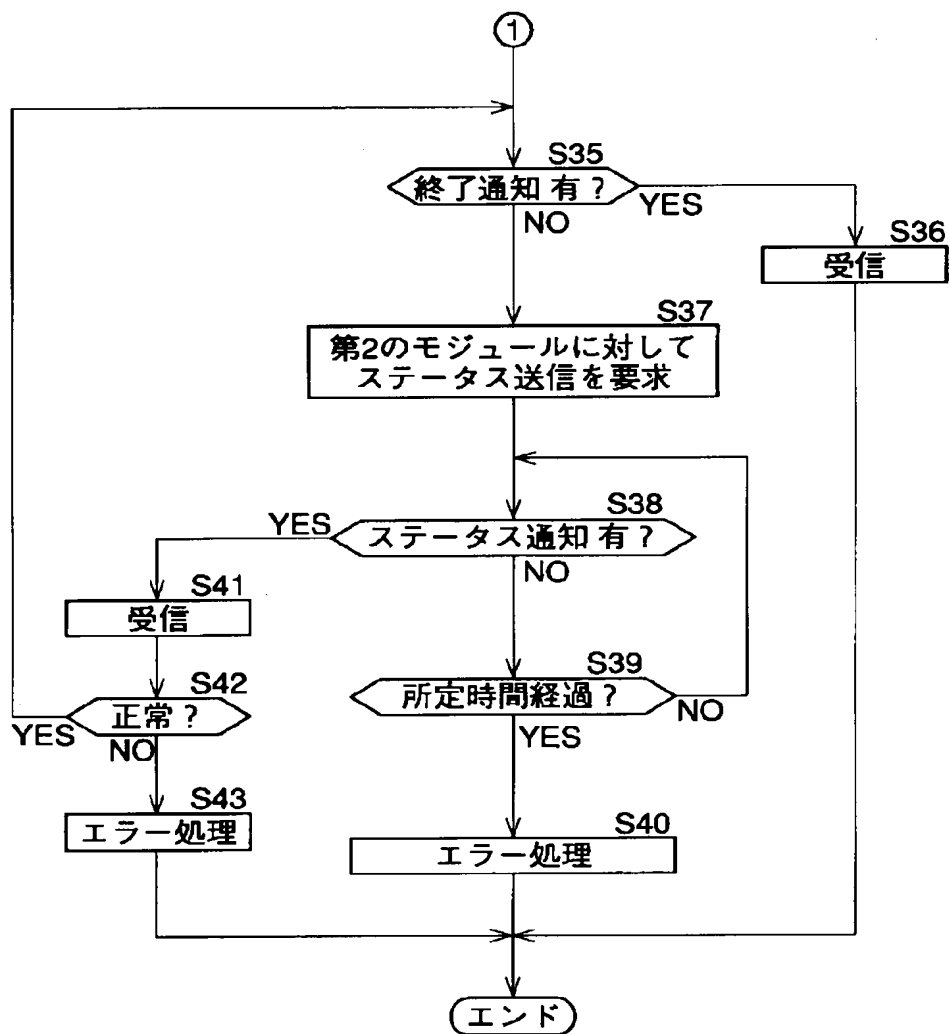 1
S35
終了通知 有？
YES
NO
S36
受信
S37
第2のモジュールに対して
ステータス送信を要求
S38
YES
ステータス通知 有？
NO
S41
受信
S39
所定時間経過？
NO
YES
S42
正常？
YES
NO
S43
エラー処理
S40
エラー処理
エンド